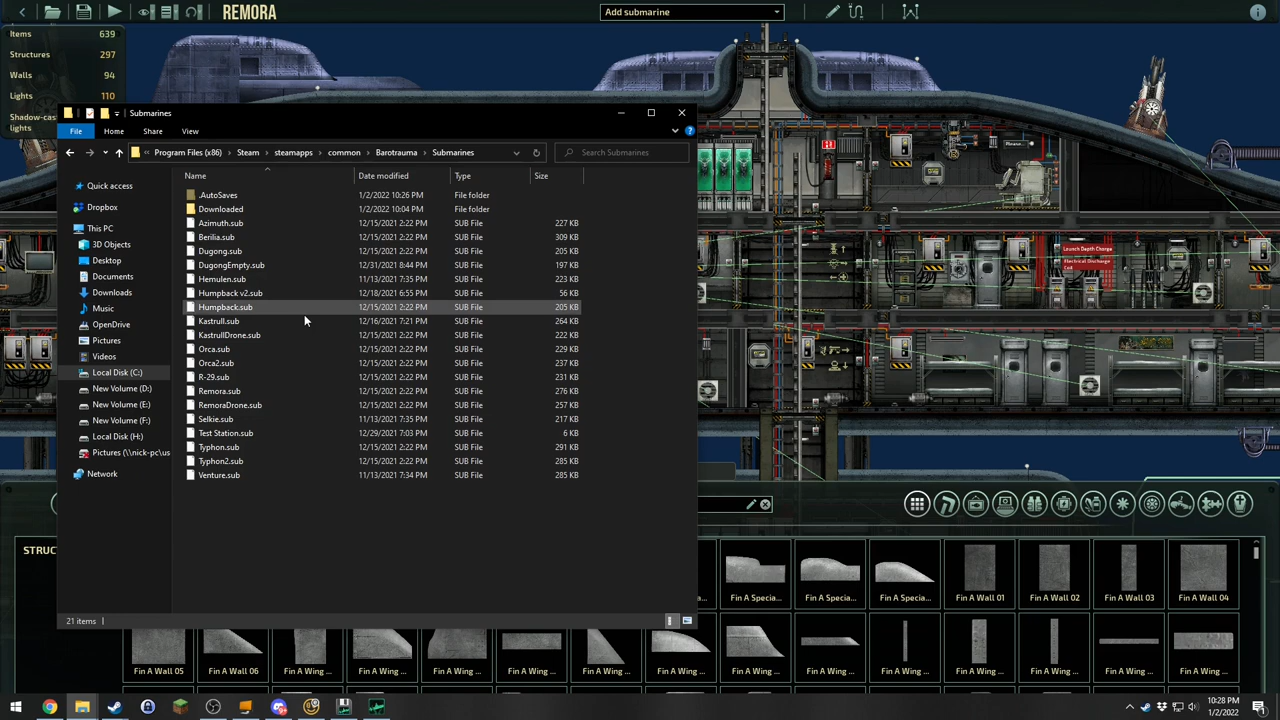 REMORA
Add submarine
Items 639
Structures 297
Walls 94
Lights 110
Shadow-cas
lights
Submarines
File Home Share View
Program Files (x86) Steam steamapps common Barotrauma Submarines
Search Submarines
Name Date modified Type Size
Quick access
Dropbox
This PC
3D Objects
Desktop
Documents
Downloads
Music
OpenDrive
Pictures
Videos
Local Disk (C:)
New Volume (D:)
New Volume (E:)
New Volume (F:)
Local Disk (H:)
Pictures (\\nick-pc\us
Network
.AutoSaves 1/2/2022 10:26 PM File folder
Downloaded 1/2/2022 10:04 PM File folder
Azimuth.sub 12/15/2021 2:22 PM SUB File 227 KB
Berilia.sub 12/15/2021 2:22 PM SUB File 309 KB
Dugong.sub 12/15/2021 2:22 PM SUB File 205 KB
DugongEmpty.sub 12/31/2021 8:44 PM SUB File 197 KB
Hemulen.sub 11/13/2021 7:35 PM SUB File 223 KB
Humpback v2.sub 12/18/2021 6:55 PM SUB File 56 KB
Humpback.sub 12/15/2021 2:22 PM SUB File 205 KB
Kastrull.sub 12/16/2021 7:21 PM SUB File 264 KB
KastrullDrone.sub 12/15/2021 2:22 PM SUB File 222 KB
Orca.sub 12/15/2021 2:22 PM SUB File 229 KB
Orca2.sub 12/15/2021 2:22 PM SUB File 237 KB
R-29.sub 12/15/2021 2:22 PM SUB File 231 KB
Remora.sub 12/15/2021 2:22 PM SUB File 276 KB
RemoraDrone.sub 12/15/2021 2:22 PM SUB File 257 KB
Selkie.sub 11/13/2021 7:35 PM SUB File 217 KB
Test Station.sub 12/29/2021 7:03 PM SUB File 6 KB
Typhon.sub 12/15/2021 2:22 PM SUB File 291 KB
Typhon2.sub 12/15/2021 2:22 PM SUB File 285 KB
Venture.sub 11/13/2021 7:34 PM SUB File 285 KB
21 items
Please...
Launch Depth Charge
Electrical Discharge
Coil
STRUC
a... Fin A Specia... Fin A Specia... Fin A Specia... Fin A Wall 01 Fin A Wall 02 Fin A Wall 03 Fin A Wall 04
Fin A Wall 05 Fin A Wall 06 Fin A Wing ... Fin A Wing ... Fin A Wing ... Fin A Wing ... Fin A Wing ... Fin A Wing ... Fin A Wing ... Fin A Wing ... Fin A Wing ... Fin A Wing ... Fin A Wing ... Fin A Wing ... Fin A Wing ...
10:28 PM
1/2/2022